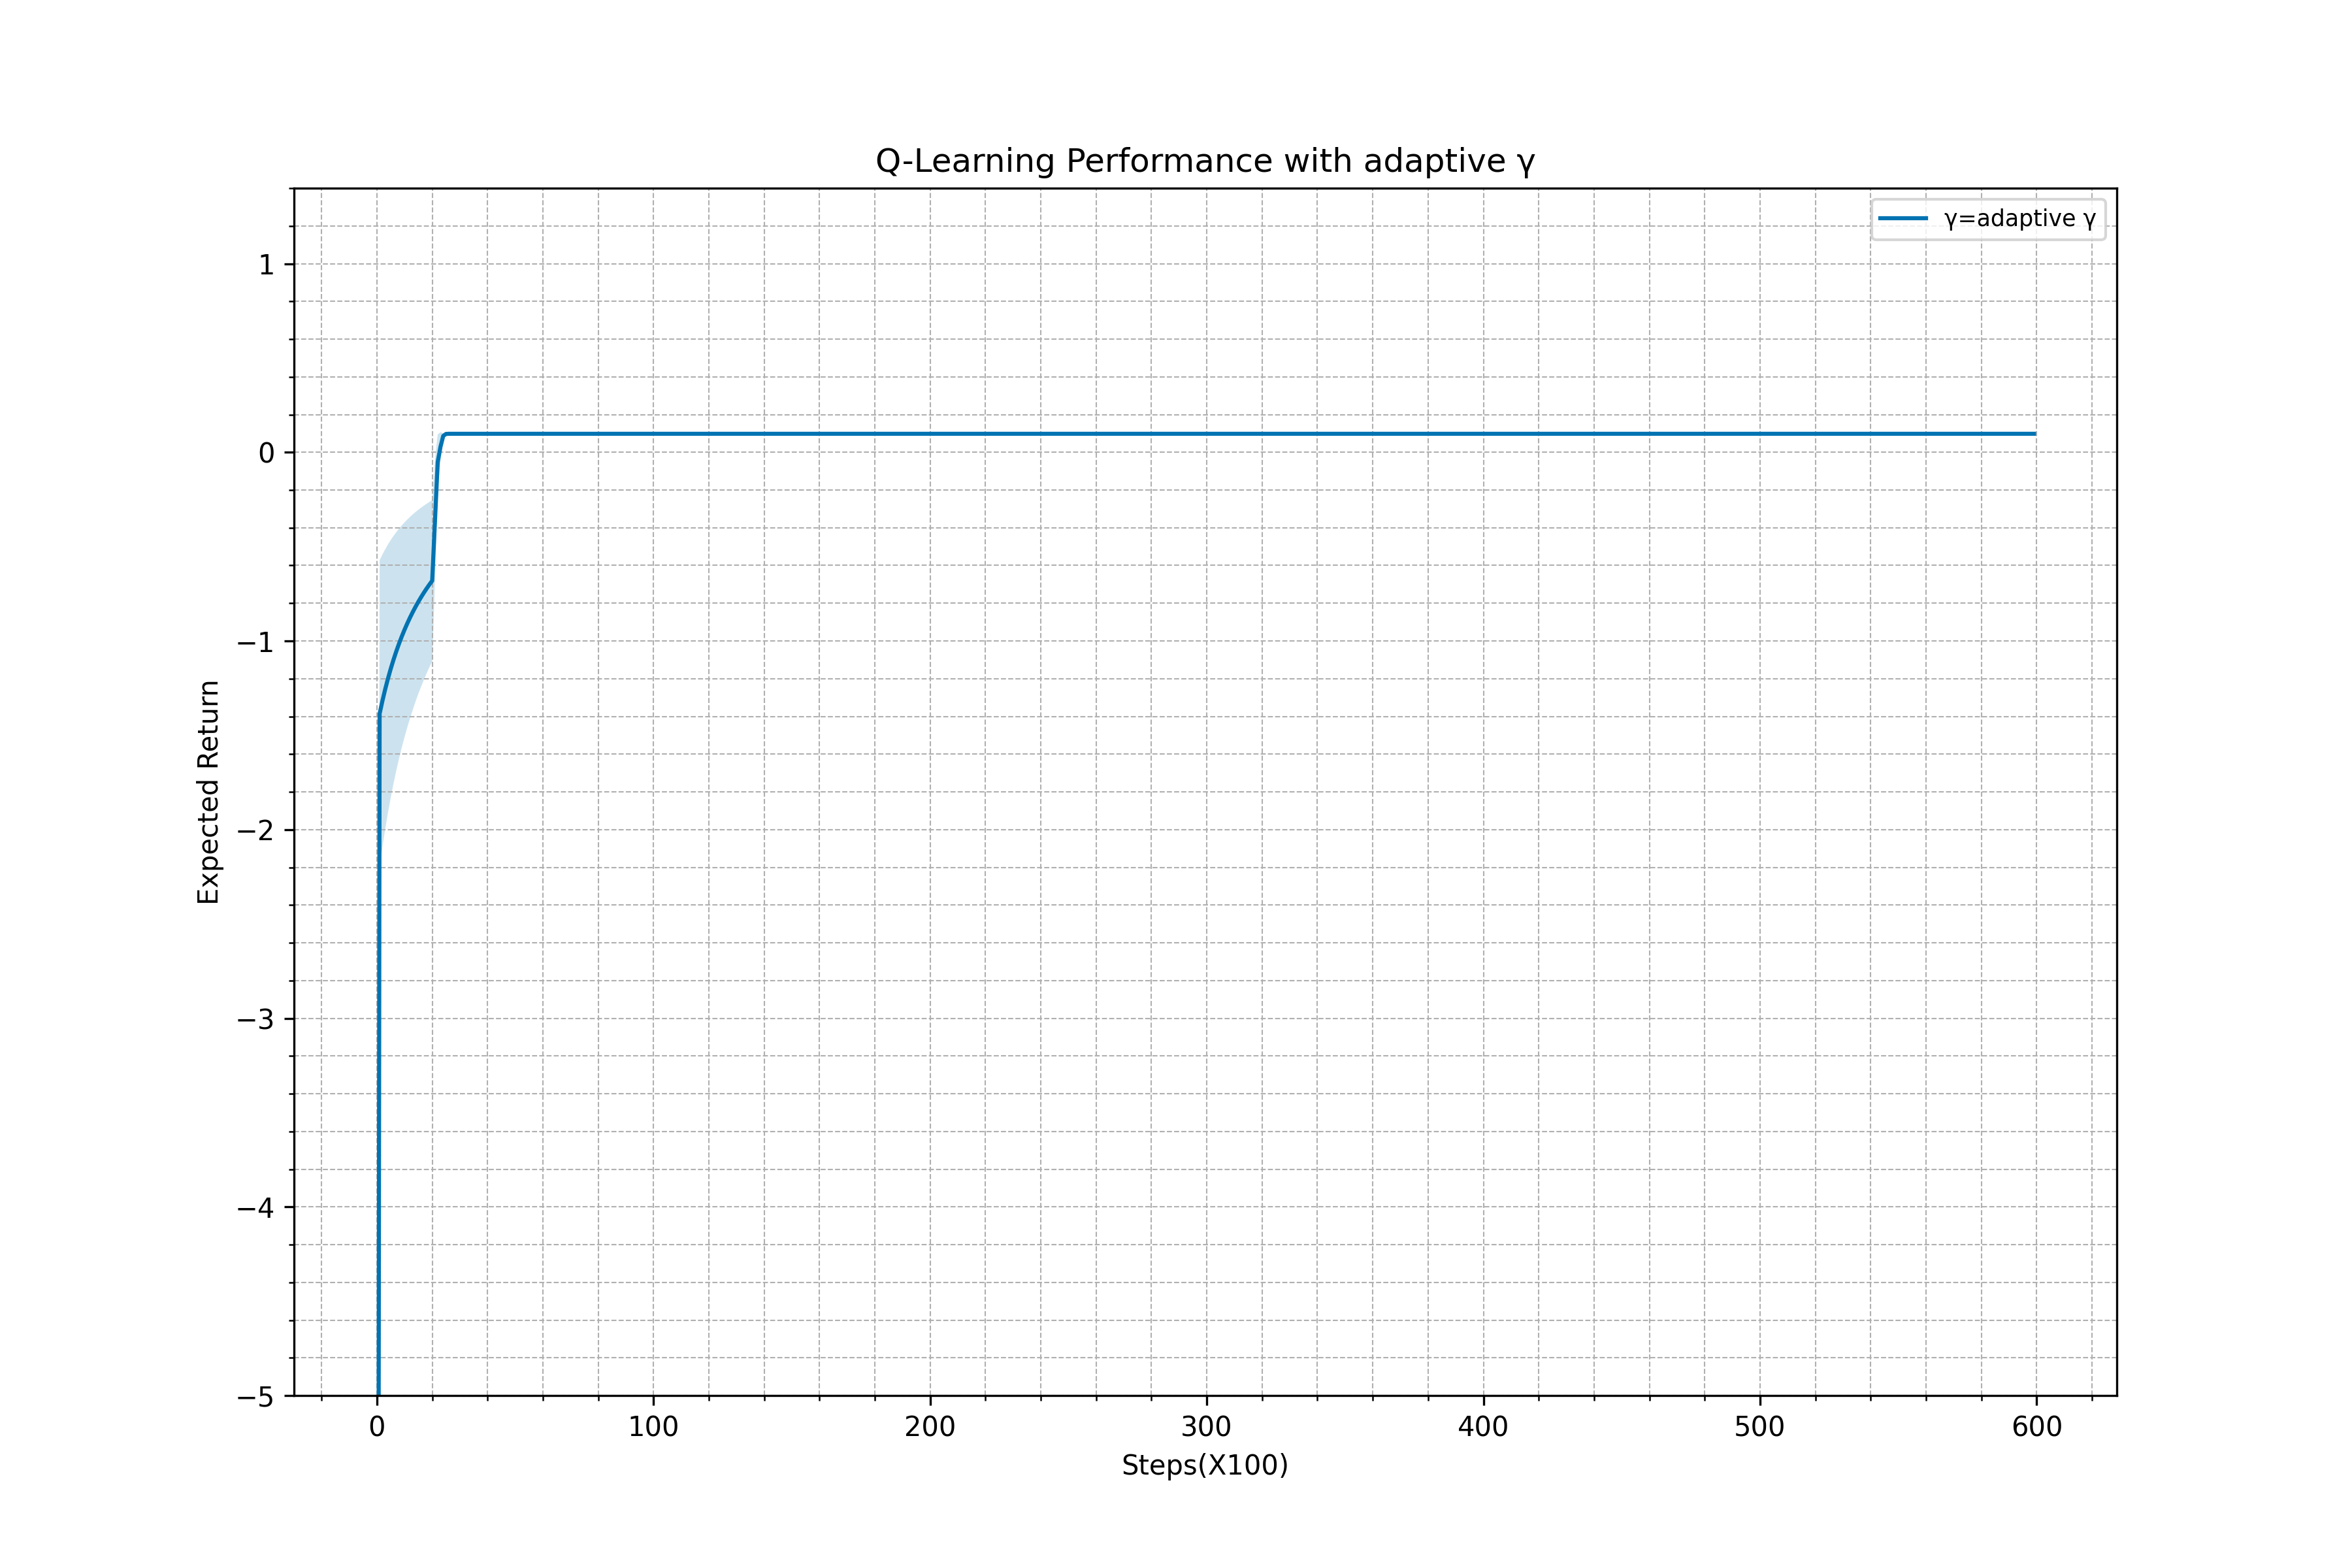 Q-Learning Performance with adaptive γ
γ=adaptive γ
Expected Return
1
0
−1
−2
−3
−4
−5
0 100 200 300 400 500 600
Steps(X100)